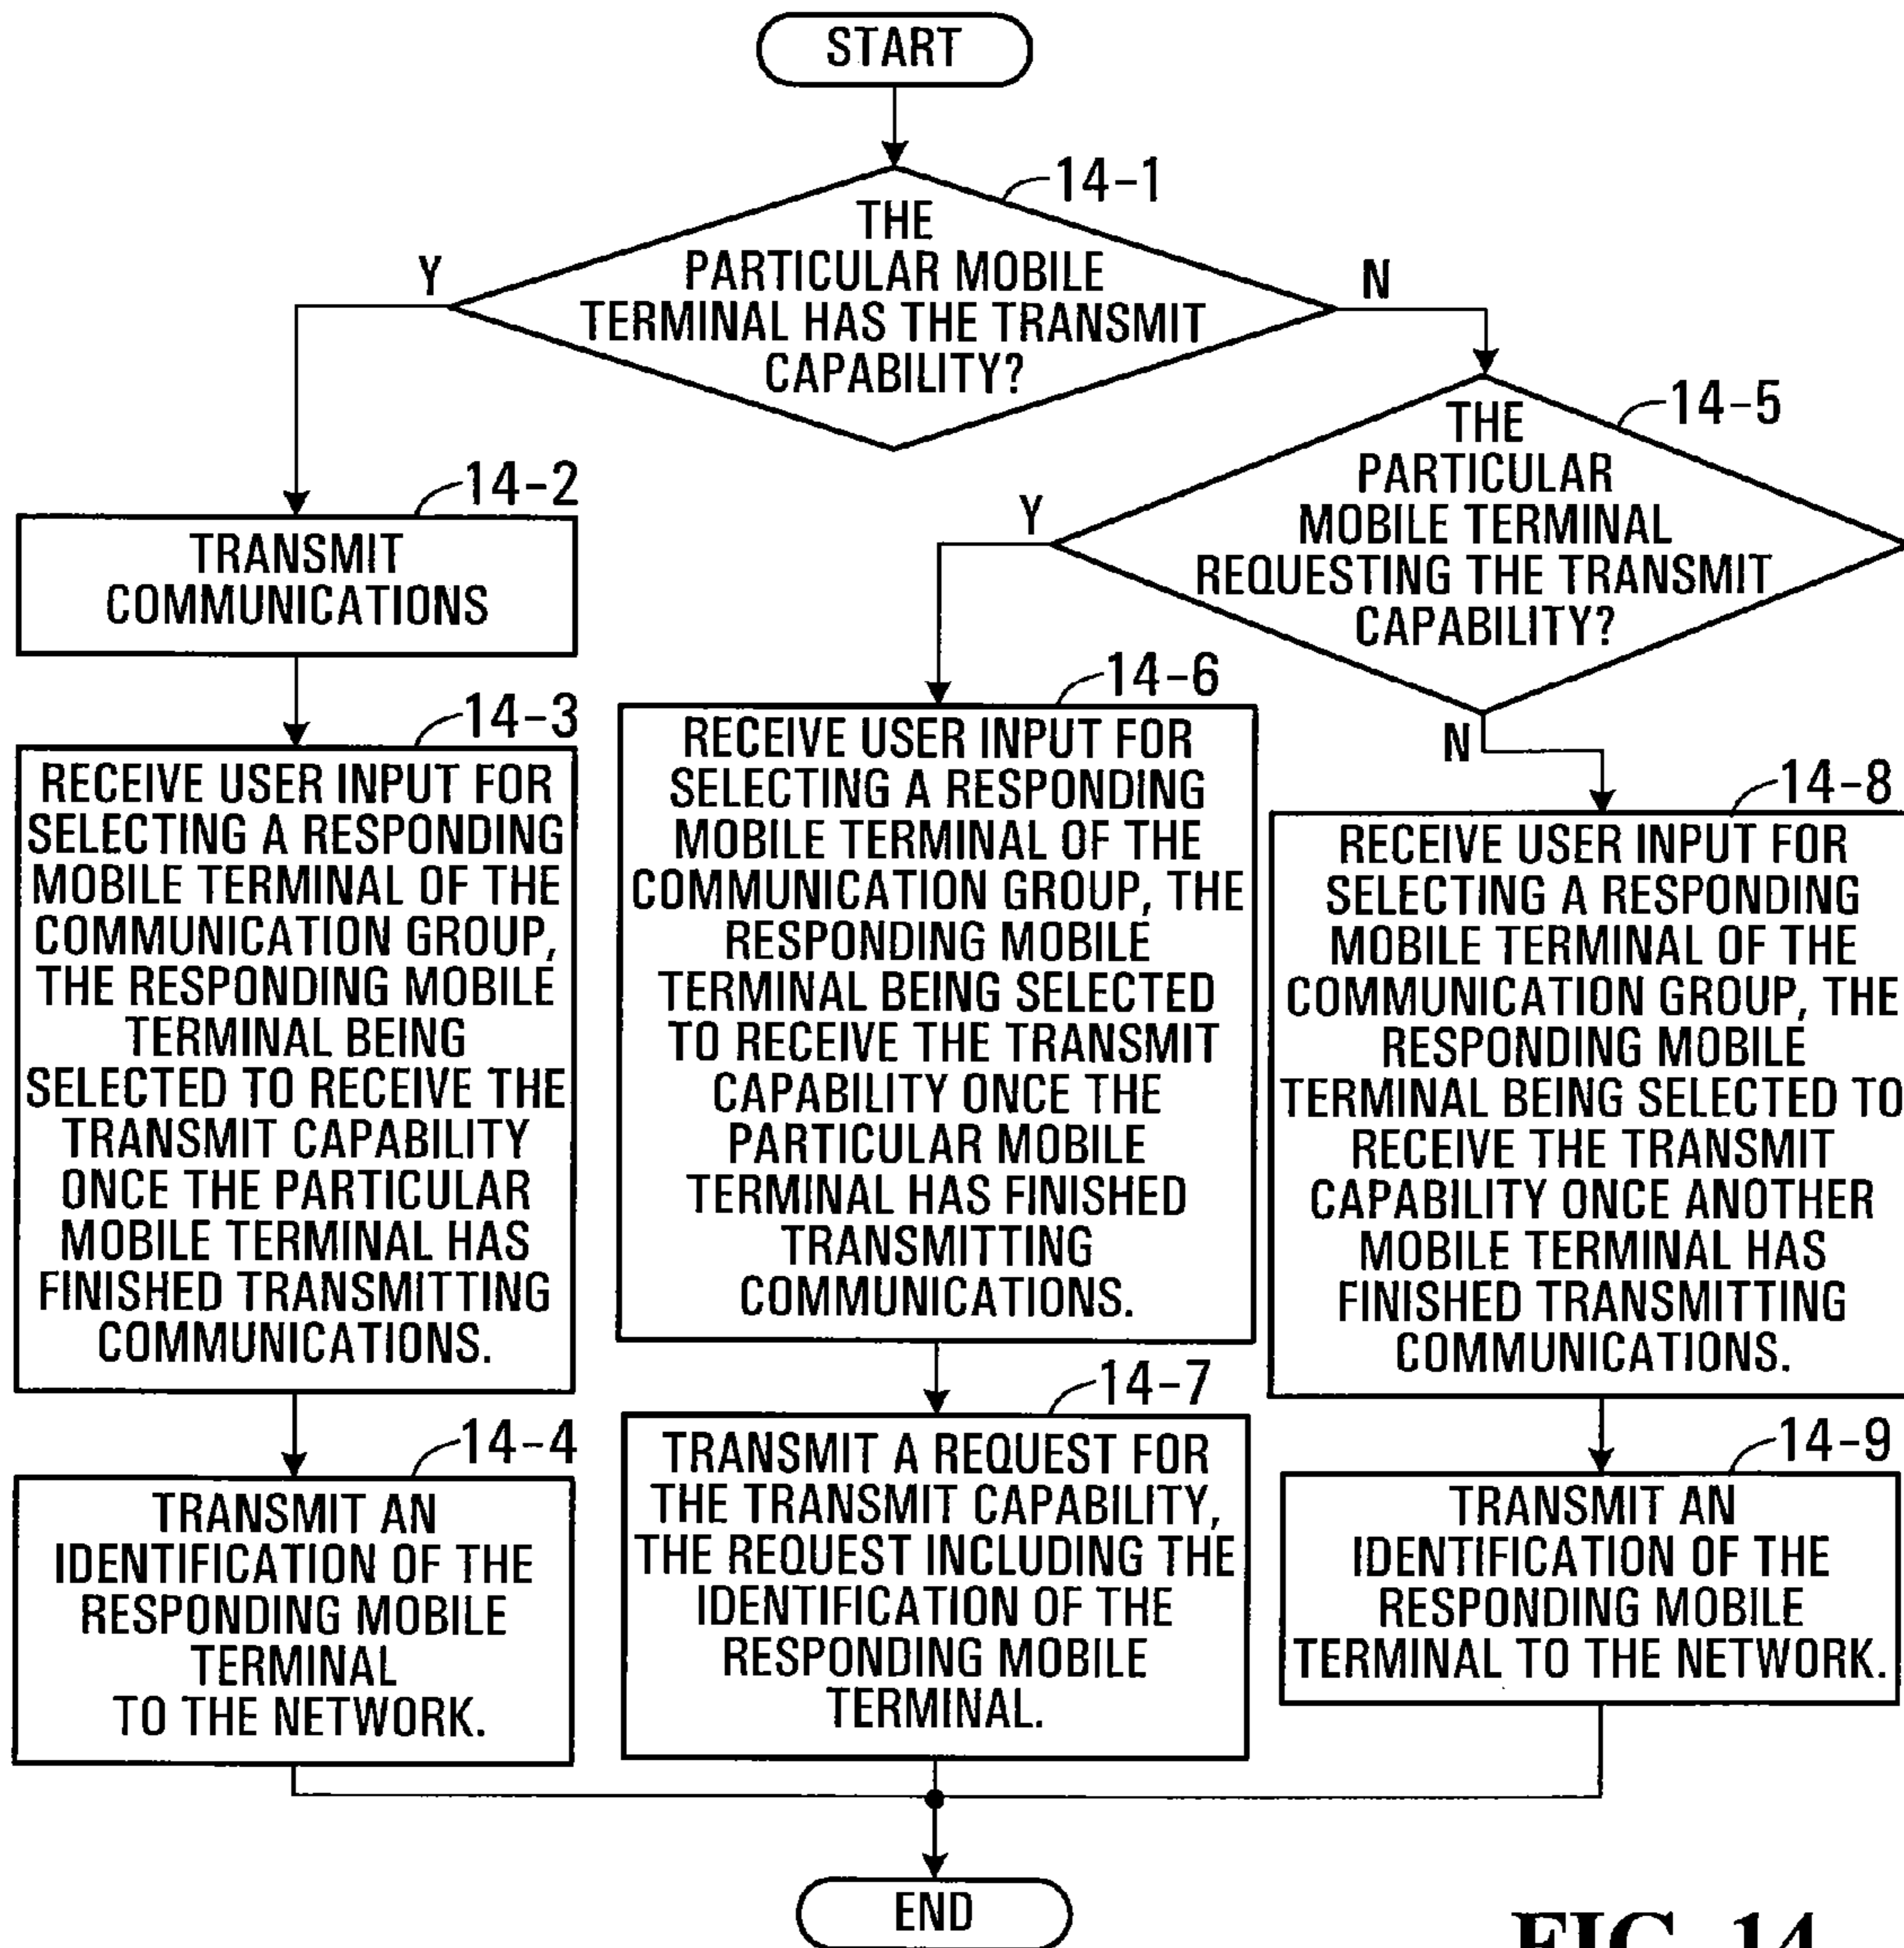 START
14-1
THE
PARTICULAR MOBILE
TERMINAL HAS THE TRANSMIT
CAPABILITY?
Y
N
14-5
THE
PARTICULAR
MOBILE TERMINAL
REQUESTING THE TRANSMIT
CAPABILITY?
Y
N
14-2
TRANSMIT
COMMUNICATIONS
14-3
RECEIVE USER INPUT FOR
SELECTING A RESPONDING
MOBILE TERMINAL OF THE
COMMUNICATION GROUP,
THE RESPONDING MOBILE
TERMINAL BEING
SELECTED TO RECEIVE THE
TRANSMIT CAPABILITY
ONCE THE PARTICULAR
MOBILE TERMINAL HAS
FINISHED TRANSMITTING
COMMUNICATIONS.
14-4
TRANSMIT AN
IDENTIFICATION OF THE
RESPONDING MOBILE
TERMINAL
TO THE NETWORK.
14-6
RECEIVE USER INPUT FOR
SELECTING A RESPONDING
MOBILE TERMINAL OF THE
COMMUNICATION GROUP, THE
RESPONDING MOBILE
TERMINAL BEING SELECTED
TO RECEIVE THE TRANSMIT
CAPABILITY ONCE THE
PARTICULAR MOBILE
TERMINAL HAS FINISHED
TRANSMITTING
COMMUNICATIONS.
14-7
TRANSMIT A REQUEST FOR
THE TRANSMIT CAPABILITY,
THE REQUEST INCLUDING THE
IDENTIFICATION OF THE
RESPONDING MOBILE
TERMINAL.
14-8
RECEIVE USER INPUT FOR
SELECTING A RESPONDING
MOBILE TERMINAL OF THE
COMMUNICATION GROUP, THE
RESPONDING MOBILE
TERMINAL BEING SELECTED TO
RECEIVE THE TRANSMIT
CAPABILITY ONCE ANOTHER
MOBILE TERMINAL HAS
FINISHED TRANSMITTING
COMMUNICATIONS.
14-9
TRANSMIT AN
IDENTIFICATION OF THE
RESPONDING MOBILE
TERMINAL TO THE NETWORK.
END
FIG. 14